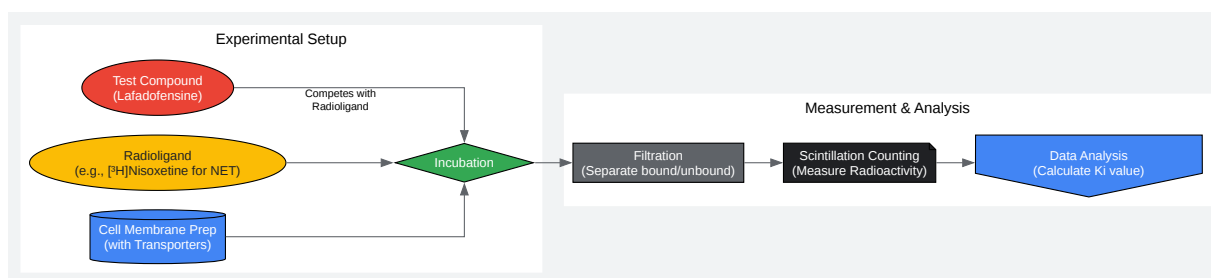 Experimental Setup
Test Compound
(Lafadofensine)
Competes with
Radioligand
Radioligand
(e.g., [³H]Nisoxetine for NET)
Incubation
Cell Membrane Prep
(with Transporters)
Measurement & Analysis
Filtration
(Separate bound/unbound)
Scintillation Counting
(Measure Radioactivity)
Data Analysis
(Calculate Ki value)